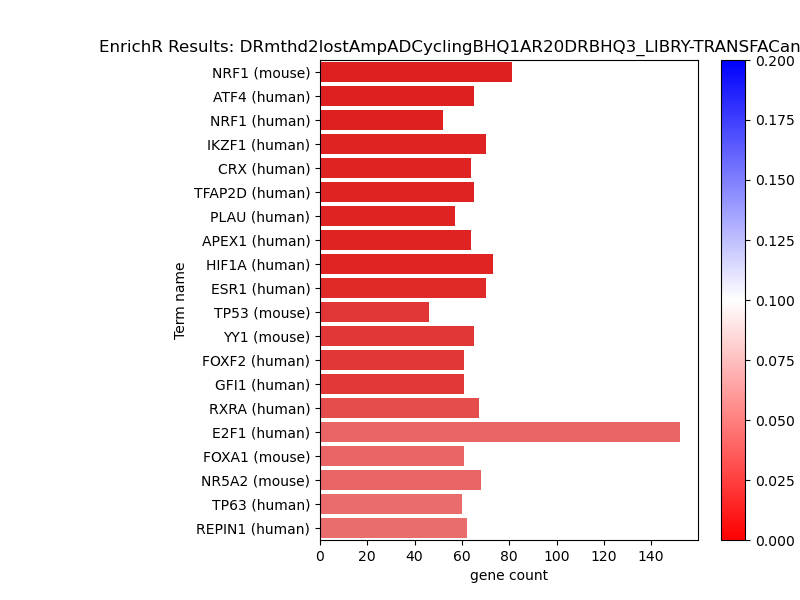 EnrichR Results: DRmthd2lostAmpADCyclingBHQ1AR20DRBHQ3_LIBRY-TRANSFACan
NRF1 (mouse)
ATF4 (human)
NRF1 (human)
IKZF1 (human)
CRX (human)
TFAP2D (human)
PLAU (human)
APEX1 (human)
HIF1A (human)
ESR1 (human)
TP53 (mouse)
YY1 (mouse)
FOXF2 (human)
GFI1 (human)
RXRA (human)
E2F1 (human)
FOXA1 (mouse)
NR5A2 (mouse)
TP63 (human)
REPIN1 (human)
Term name
0 20 40 60 80 100 120 140
gene count
0.200
0.175
0.150
0.125
0.100
0.075
0.050
0.025
0.000